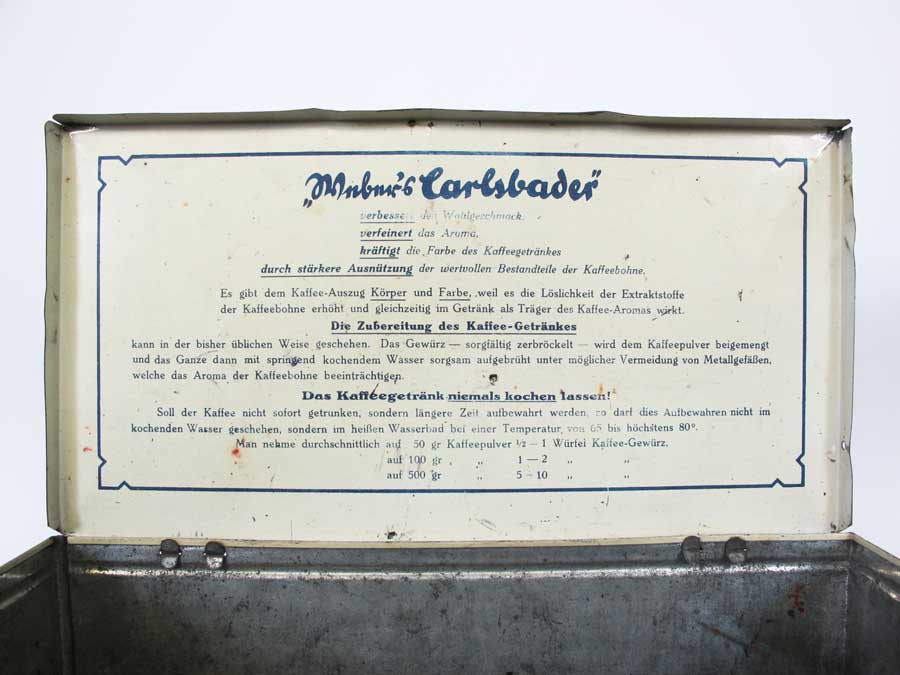 „Weber's Carlsbader"
verbessert den Wohlgeschmack,
verfeinert das Aroma,
kräftigt die Farbe des Kaffeegetränkes
durch stärkere Ausnützung der wertvollen Bestandteile der Kaffeebohne.
Es gibt dem Kaffee-Auszug Körper und Farbe, weil es die Löslichkeit der Extraktstoffe
der Kaffeebohne erhöht und gleichzeitig im Getränk als Träger des Kaffee-Aromas wirkt.
Die Zubereitung des Kaffee-Getränkes
kann in der bisher üblichen Weise geschehen. Das Gewürz — sorgfältig zerbröckelt — wird dem Kaffeepulver beigemengt
und das Ganze dann mit springend kochendem Wasser sorgsam aufgebrüht unter möglicher Vermeidung von Metallgefäßen,
welche das Aroma der Kaffeebohne beeinträchtigen.
Das Kaffeegetränk niemals kochen lassen!
Soll der Kaffee nicht sofort getrunken, sondern längere Zeit aufbewahrt werden, so darf dies Aufbewahren nicht im
kochenden Wasser geschehen, sondern im heißen Wasserbad bei einer Temperatur von 65 bis höchstens 80°.
Man nehme durchschnittlich auf 50 gr Kaffeepulver ½ — 1 Würfel Kaffee-Gewürz.
auf 100 gr „ 1 — 2 „ „
auf 500 gr „ 5 - 10 „ „